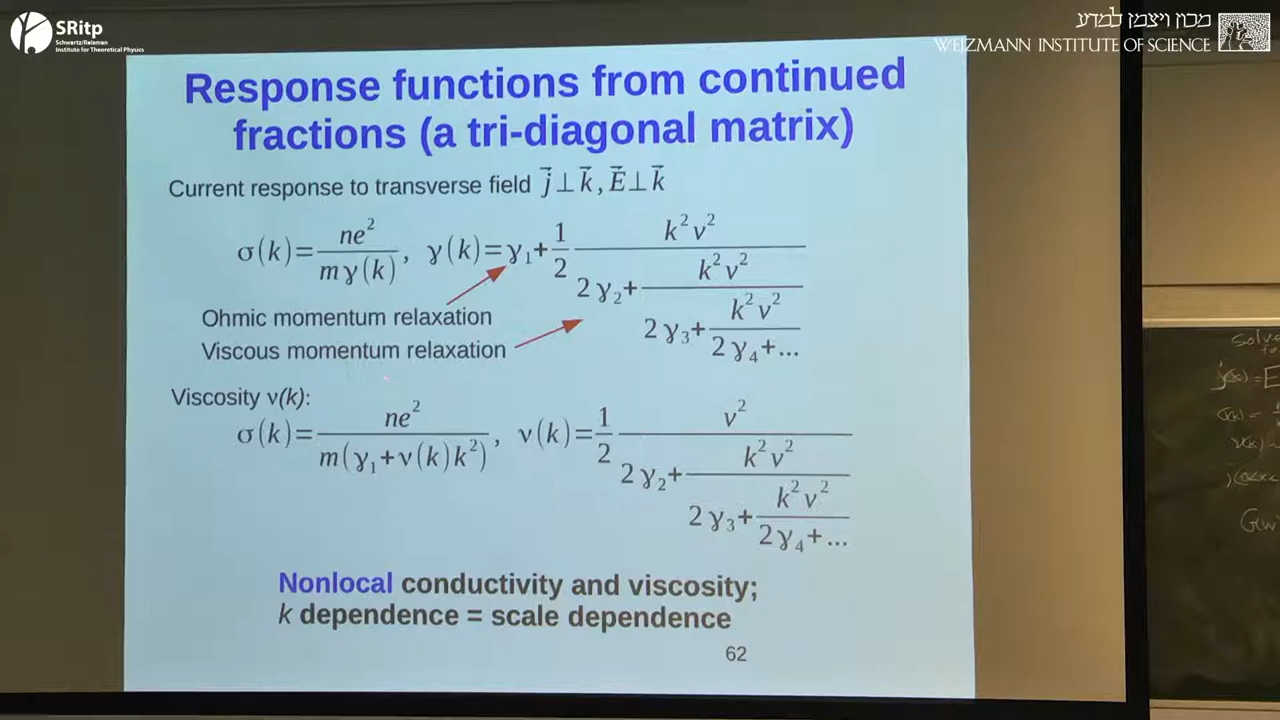 SRitp
Schwartz/Reisman
Institute for Theoretical Physics
מכון ויצמן למדע
WEIZMANN INSTITUTE OF SCIENCE
Response functions from continued
fractions (a tri-diagonal matrix)
Current response to transverse field j⃗⊥k⃗, E⃗⊥k⃗
σ(k)=ne²/(mγ(k)), γ(k)=γ₁+1/2 k²v²/(2γ₂+k²v²/(2γ₃+k²v²/(2γ₄+...)))
Ohmic momentum relaxation
Viscous momentum relaxation
Viscosity ν(k):
σ(k)=ne²/(m(γ₁+ν(k)k²)), ν(k)=1/2 v²/(2γ₂+k²v²/(2γ₃+k²v²/(2γ₄+...)))
Nonlocal conductivity and viscosity;
k dependence = scale dependence
62